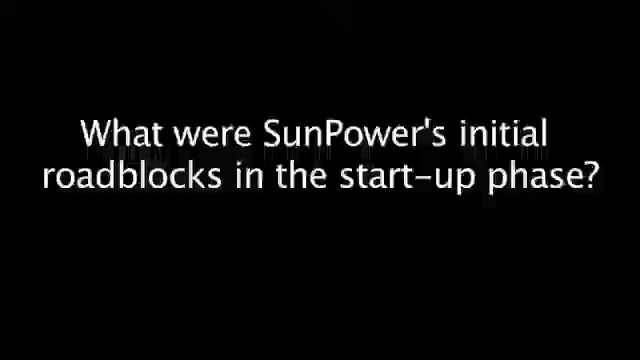 What were SunPower's initial
roadblocks in the start-up phase?